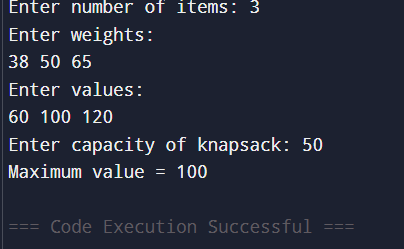 Enter number of items: 3
Enter weights:
38 50 65
Enter values:
60 100 120
Enter capacity of knapsack: 50
Maximum value = 100
=== Code Execution Successful ===